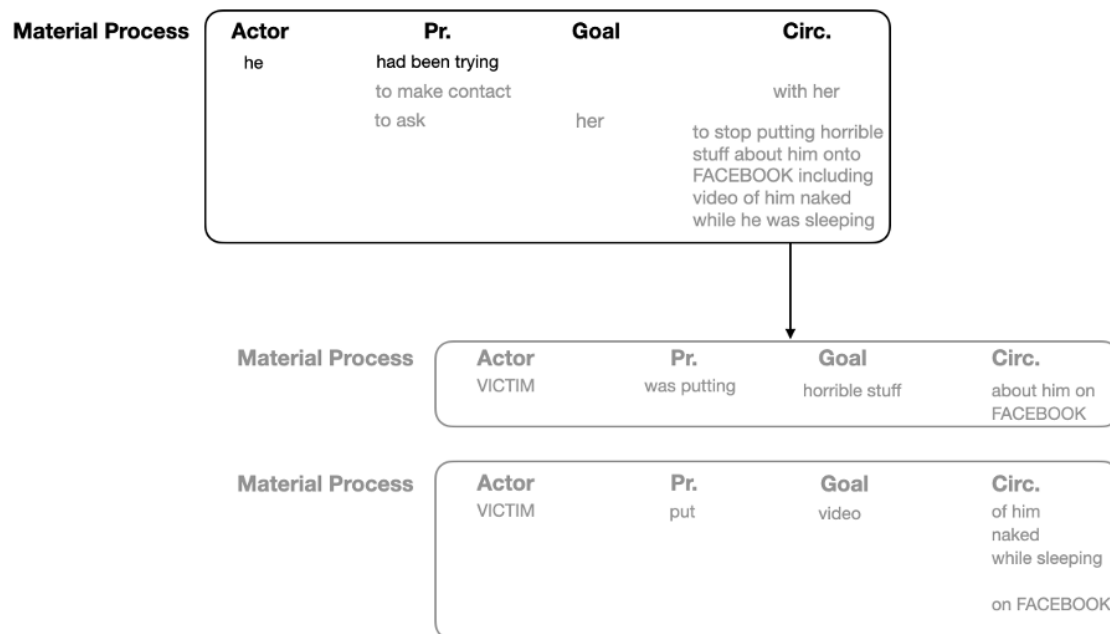 Material Process Actor Pr. Goal Circ.
he had been trying
to make contact with her
to ask her
to stop putting horrible
stuff about him onto
FACEBOOK including
video of him naked
while he was sleeping
Material Process Actor Pr. Goal Circ.
VICTIM was putting horrible stuff about him on
FACEBOOK
Material Process Actor Pr. Goal Circ.
VICTIM put video of him
naked
while sleeping
on FACEBOOK